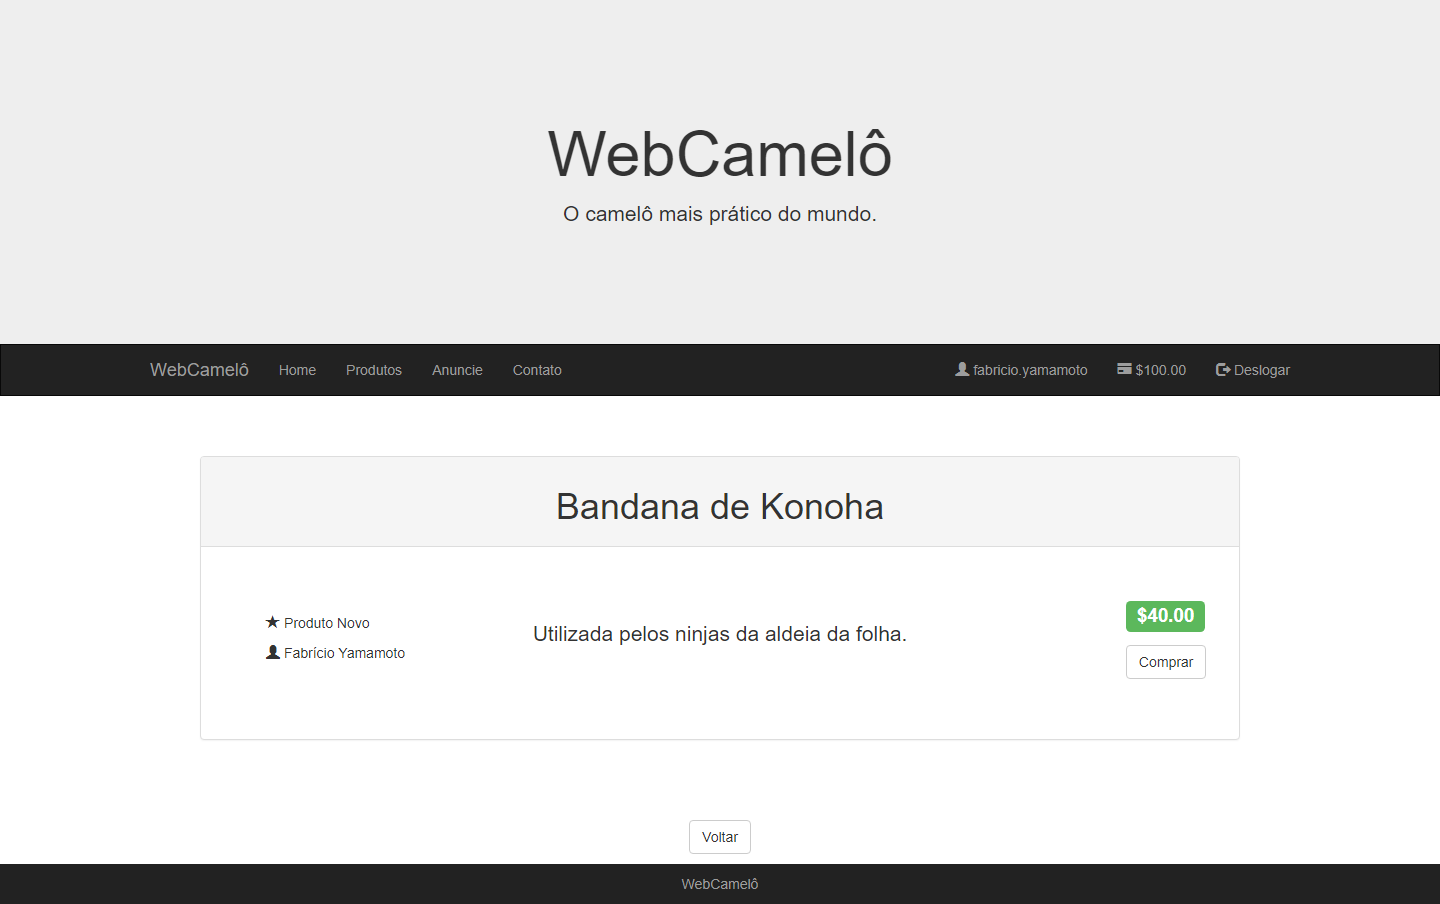 WebCamelô
O camelô mais prático do mundo.
WebCamelô Home Produtos Anuncie Contato fabricio.yamamoto $100.00 Deslogar
Bandana de Konoha
Produto Novo
Fabrício Yamamoto
Utilizada pelos ninjas da aldeia da folha.
$40.00
Comprar
Voltar
WebCamelô